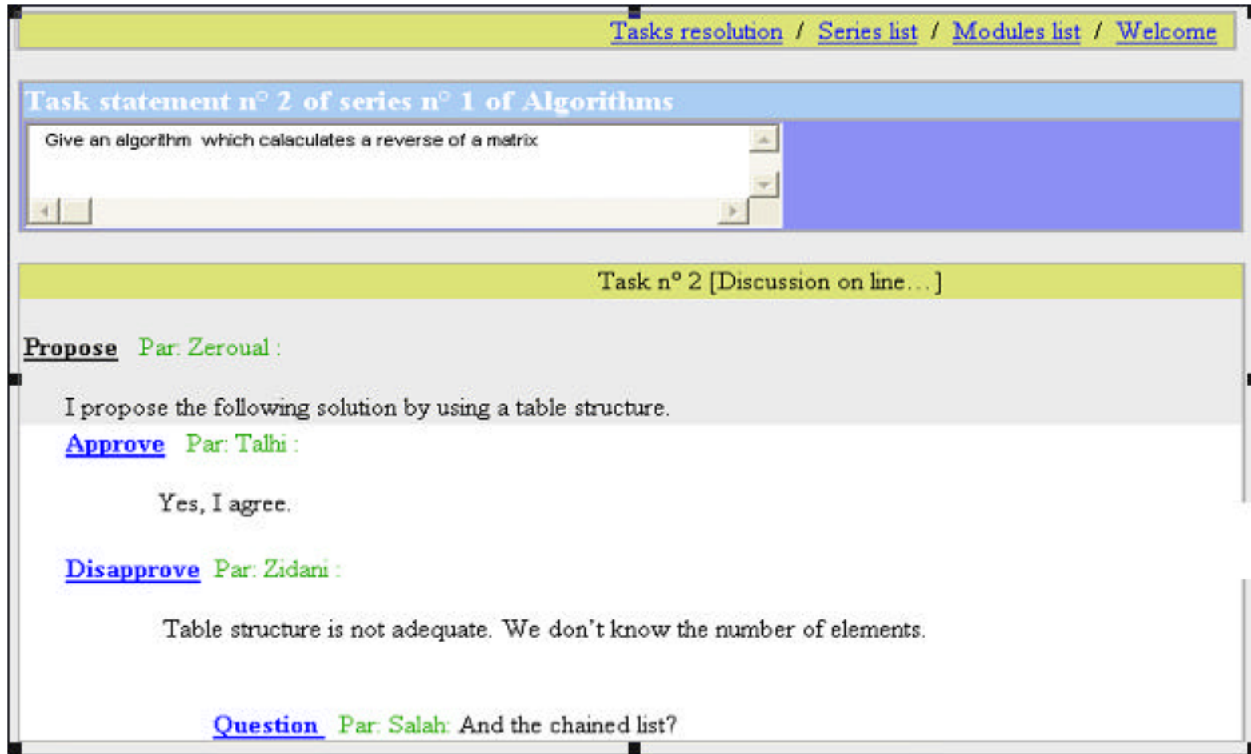 Tasks resolution / Series list / Modules list / Welcome
Task statement n° 2 of series n° 1 of Algorithms
Give an algorithm which calaculates a reverse of a matrix
Task n° 2 [Discussion on line…]
Propose Par: Zeroual :
I propose the following solution by using a table structure.
Approve Par: Talhi :
Yes, I agree.
Disapprove Par: Zidani :
Table structure is not adequate. We don't know the number of elements.
Question Par: Salah: And the chained list?